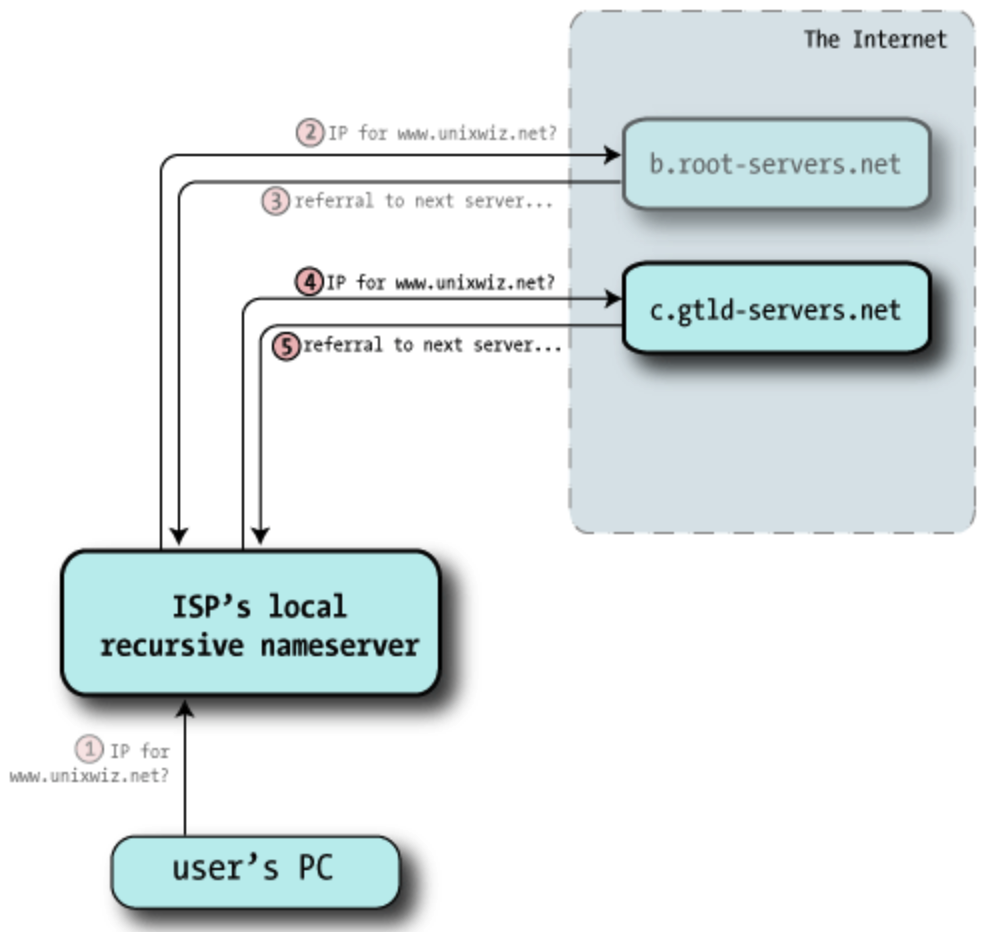 The Internet
2 IP for www.unixwiz.net?
b.root-servers.net
3 referral to next server...
4 IP for www.unixwiz.net?
c.gtld-servers.net
5 referral to next server...
ISP's local
recursive nameserver
1 IP for
www.unixwiz.net?
user's PC